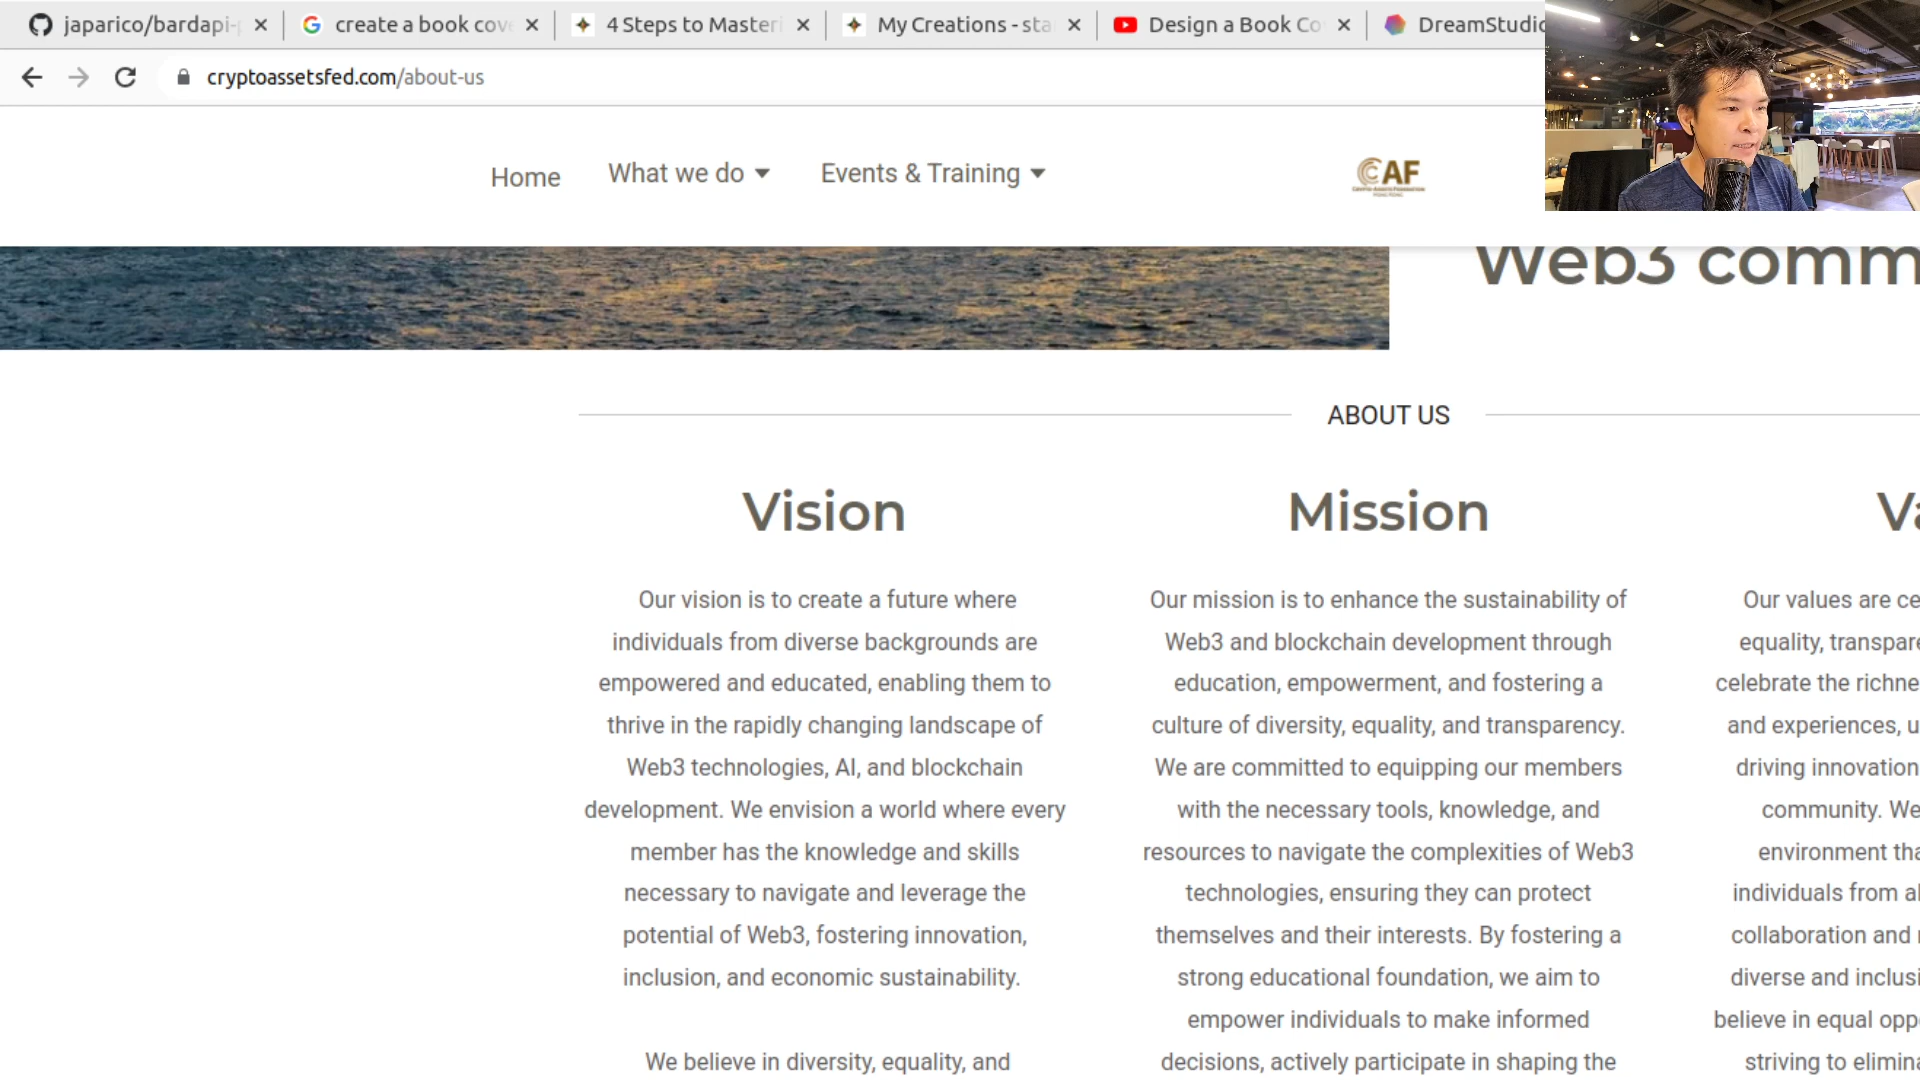 japarico/bardapi-
create a book cov
4 Steps to Master
My Creations - sta
Design a Book Co
DreamStudio
cryptoassetsfed.com/about-us
Home
What we do
Events & Training
CAF
Web3 comm
ABOUT US
Vision
Our vision is to create a future where
individuals from diverse backgrounds are
empowered and educated, enabling them to
thrive in the rapidly changing landscape of
Web3 technologies, AI, and blockchain
development. We envision a world where every
member has the knowledge and skills
necessary to navigate and leverage the
potential of Web3, fostering innovation,
inclusion, and economic sustainability.
We believe in diversity, equality, and
Mission
Our mission is to enhance the sustainability of
Web3 and blockchain development through
education, empowerment, and fostering a
culture of diversity, equality, and transparency.
We are committed to equipping our members
with the necessary tools, knowledge, and
resources to navigate the complexities of Web3
technologies, ensuring they can protect
themselves and their interests. By fostering a
strong educational foundation, we aim to
empower individuals to make informed
decisions, actively participate in shaping the
Va
Our values are ce
equality, transpare
celebrate the richne
and experiences, u
driving innovation
community. We
environment tha
individuals from al
collaboration and
diverse and inclusi
believe in equal opp
striving to elimina